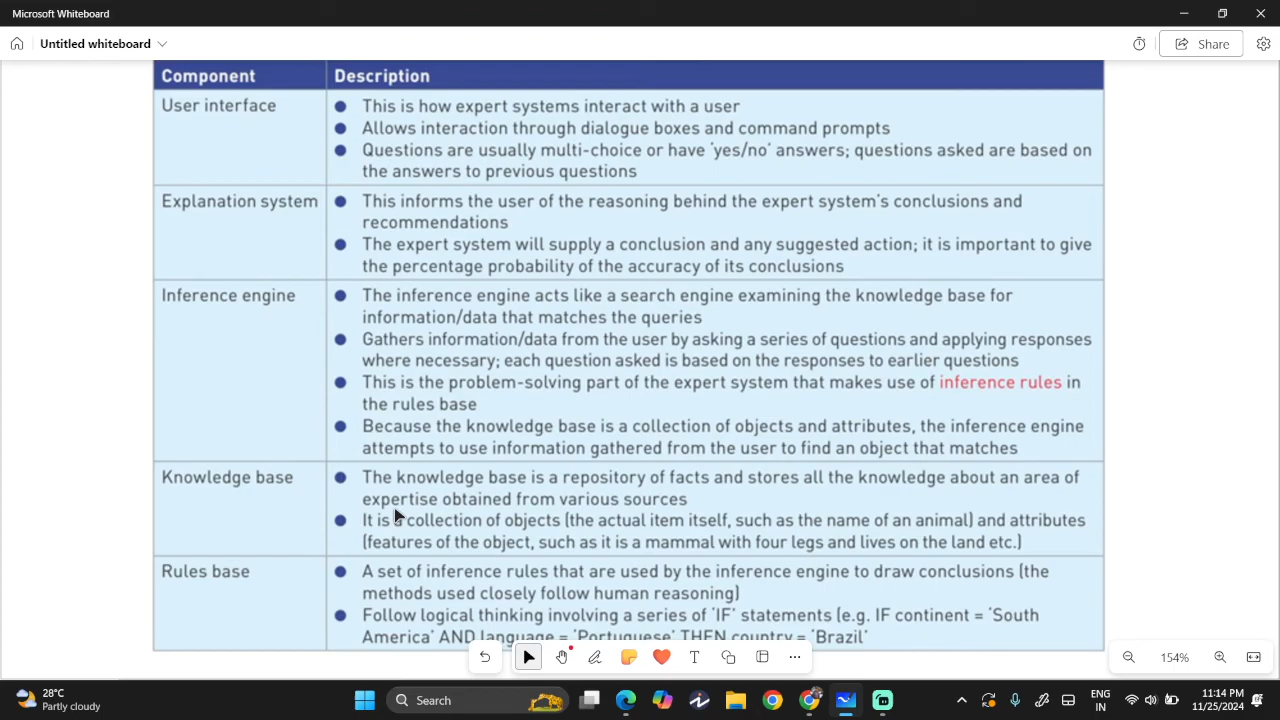 Microsoft Whiteboard
Untitled whiteboard
Share
Component Description
User interface
This is how expert systems interact with a user
Allows interaction through dialogue boxes and command prompts
Questions are usually multi-choice or have 'yes/no' answers; questions asked are based on
the answers to previous questions
Explanation system
This informs the user of the reasoning behind the expert system's conclusions and
recommendations
The expert system will supply a conclusion and any suggested action; it is important to give
the percentage probability of the accuracy of its conclusions
Inference engine
The inference engine acts like a search engine examining the knowledge base for
information/data that matches the queries
Gathers information/data from the user by asking a series of questions and applying responses
where necessary; each question asked is based on the responses to earlier questions
This is the problem-solving part of the expert system that makes use of inference rules in
the rules base
Because the knowledge base is a collection of objects and attributes, the inference engine
attempts to use information gathered from the user to find an object that matches
Knowledge base
The knowledge base is a repository of facts and stores all the knowledge about an area of
expertise obtained from various sources
It is a collection of objects (the actual item itself, such as the name of an animal) and attributes
(features of the object, such as it is a mammal with four legs and lives on the land etc.)
Rules base
A set of inference rules that are used by the inference engine to draw conclusions (the
methods used closely follow human reasoning)
Follow logical thinking involving a series of 'IF' statements (e.g. IF continent = 'South
America' AND language = 'Portuguese' THEN country = 'Brazil'
154%
28°C
Partly cloudy
Search
ENG
IN
11:14 PM
11/25/2024